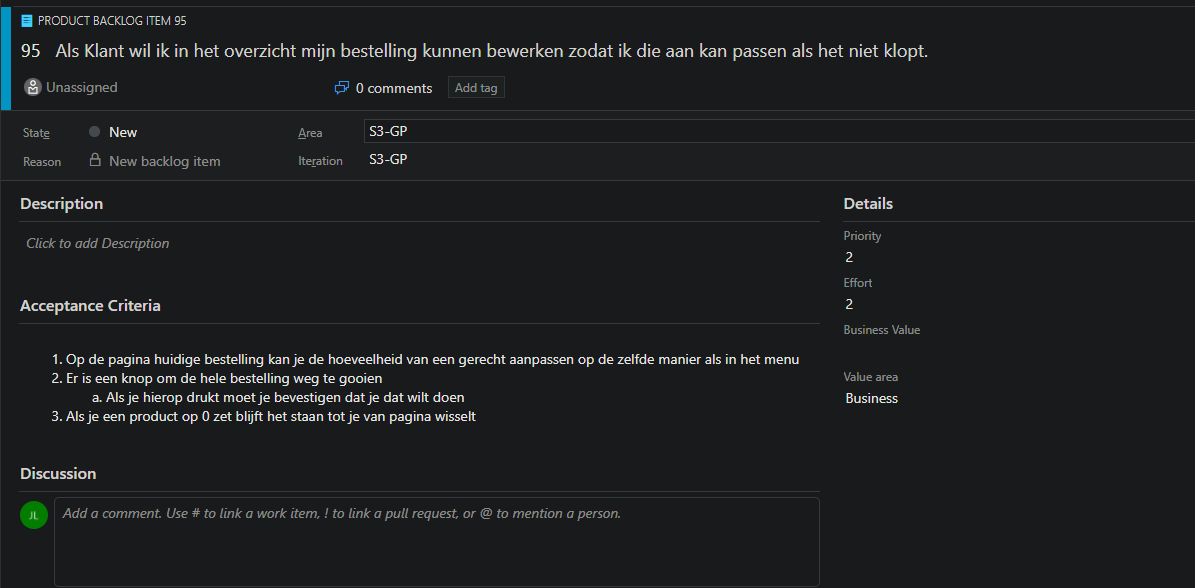 PRODUCT BACKLOG ITEM 95
95 Als Klant wil ik in het overzicht mijn bestelling kunnen bewerken zodat ik die aan kan passen als het niet klopt.
Unassigned 0 comments Add tag
State New Area S3-GP
Reason New backlog item Iteration S3-GP
Description
Click to add Description
Acceptance Criteria
1. Op de pagina huidige bestelling kan je de hoeveelheid van een gerecht aanpassen op de zelfde manier als in het menu
2. Er is een knop om de hele bestelling weg te gooien
a. Als je hierop drukt moet je bevestigen dat je dat wilt doen
3. Als je een product op 0 zet blijft het staan tot je van pagina wisselt
Discussion
JL Add a comment. Use # to link a work item, ! to link a pull request, or @ to mention a person.
Details
Priority
2
Effort
2
Business Value
Value area
Business